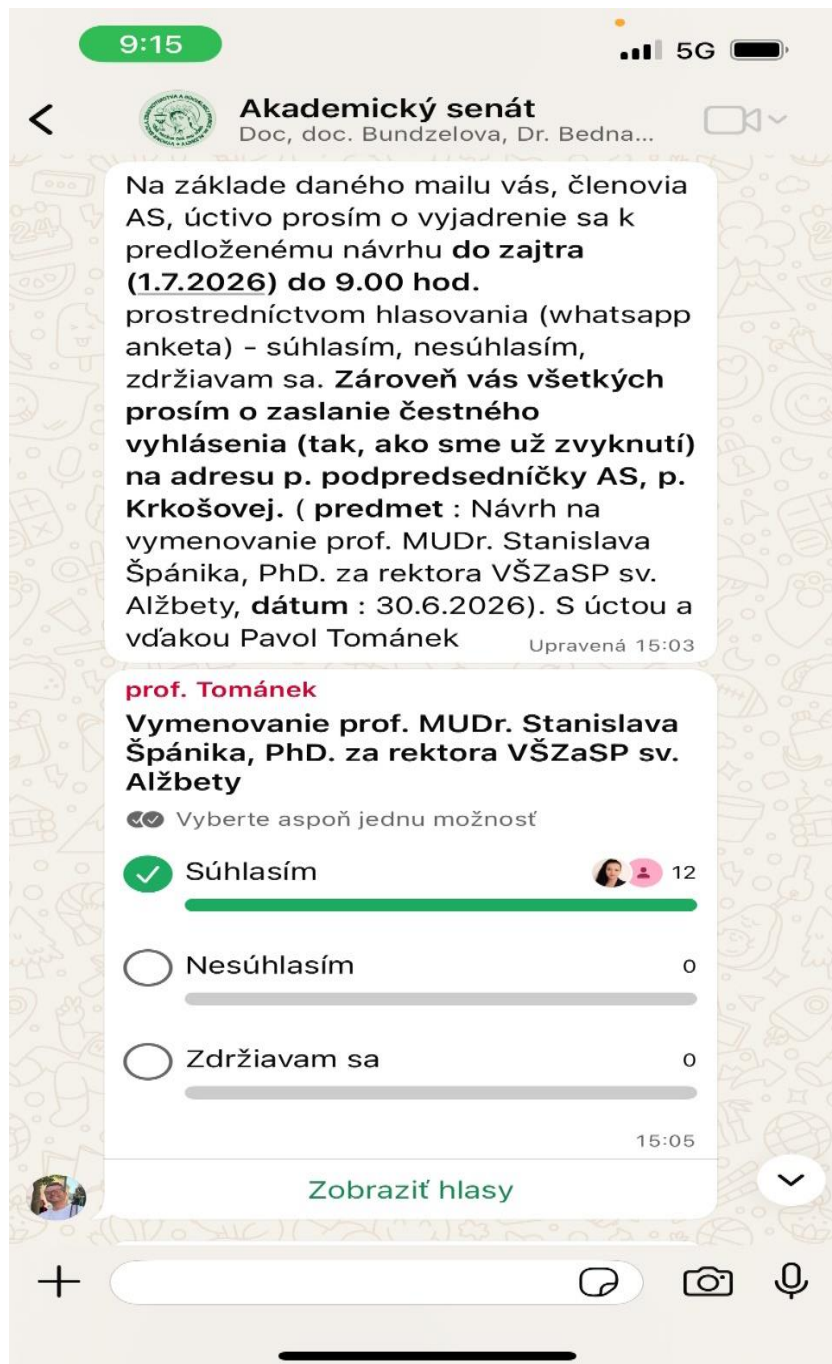 9:15
5G
Akademický senát
Doc, doc. Bundzelova, Dr. Bedna...
Na základe daného mailu vás, členovia
AS, úctivo prosím o vyjadrenie sa k
predloženému návrhu do zajtra
(1.7.2026) do 9.00 hod.
prostredníctvom hlasovania (whatsapp
anketa) – súhlasím, nesúhlasím,
zdržiavam sa. Zároveň vás všetkých
prosím o zaslanie čestného
vyhlásenia (tak, ako sme už zvyknutí)
na adresu p. podpredsedníčky AS, p.
Krkošovej. ( predmet : Návrh na
vymenovanie prof. MUDr. Stanislava
Špánika, PhD. za rektora VŠZaSP sv.
Alžbety, dátum : 30.6.2026). S úctou a
vďakou Pavol Tománek
Upravená 15:03
prof. Tománek
Vymenovanie prof. MUDr. Stanislava
Špánika, PhD. za rektora VŠZaSP sv.
Alžbety
Vyberte aspoň jednu možnosť
Súhlasím 12
Nesúhlasím 0
Zdržiavam sa 0
15:05
Zobraziť hlasy